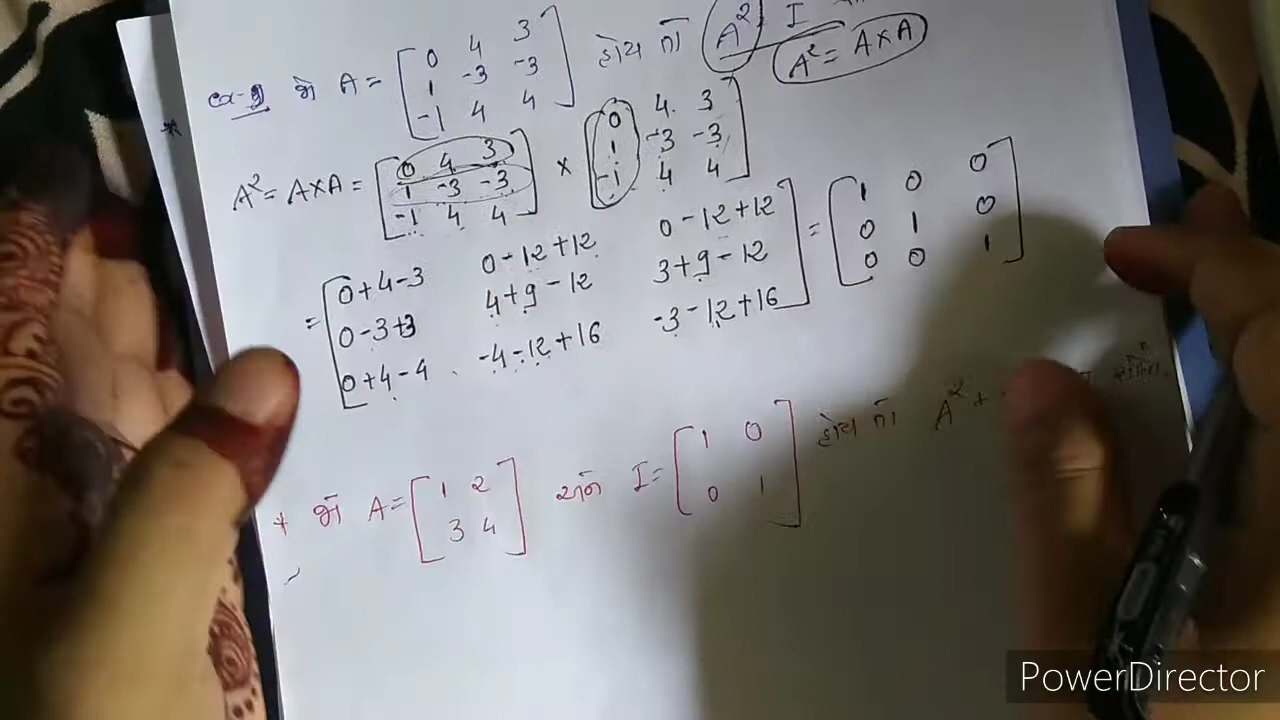 ex-1 જો A = [0 4 3
1 -3 -3
-1 4 4] હોય તો A² I
A² = A×A
A² = A×A = [0 4 3
1 -3 -3
-1 4 4] × [0 4 3
1 -3 -3
-1 4 4]
= [0+4-3 0-12+12 0-12+12
0-3+3 4+9-12 3+9-12
0+4-4 -4-12+16 -3-12+16] = [1 0 0
0 1 0
0 0 1]
* જો A = [1 2
3 4] અને I = [1 0
0 1] હોય તો A² +
PowerDirector